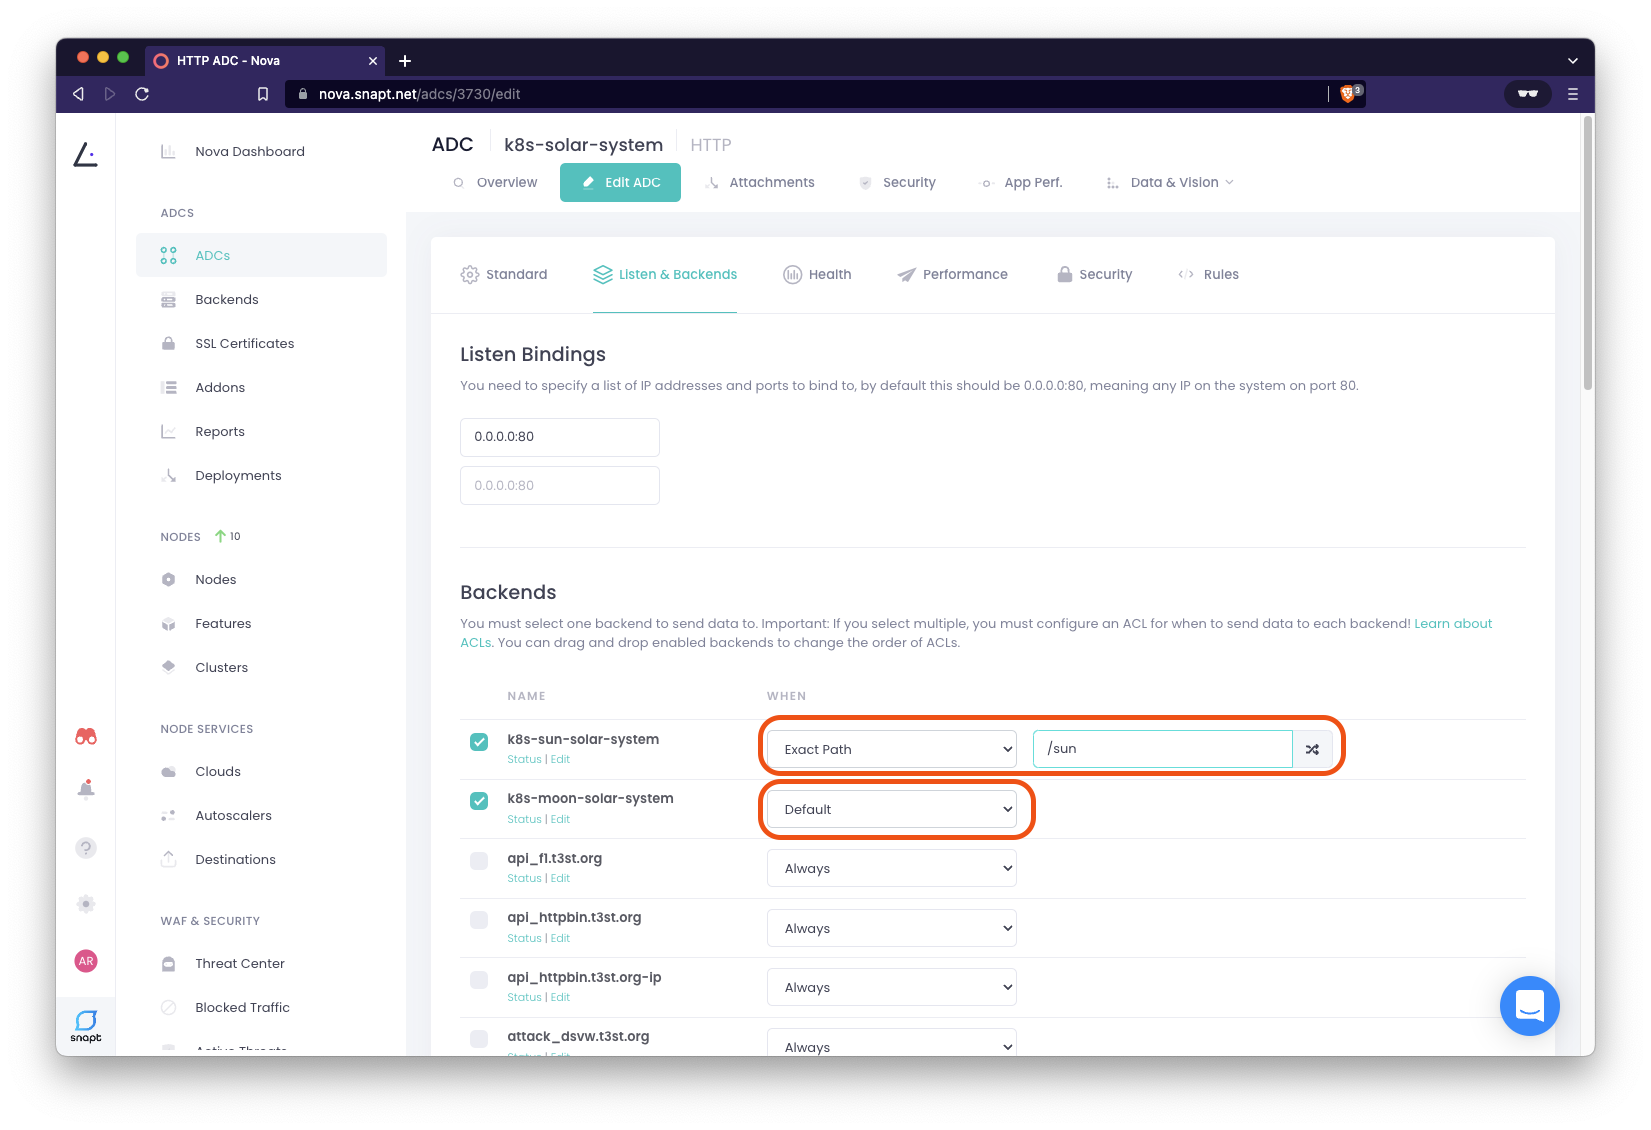 HTTP ADC - Nova
nova.snapt.net/adcs/3730/edit
3
Nova Dashboard
ADCS
ADCs
Backends
SSL Certificates
Addons
Reports
Deployments
NODES 10
Nodes
Features
Clusters
NODE SERVICES
Clouds
Autoscalers
Destinations
WAF & SECURITY
Threat Center
Blocked Traffic
Active Threats
AR
snapt
ADC k8s-solar-system HTTP
Overview Edit ADC Attachments Security App Perf. Data & Vision
Standard Listen & Backends Health Performance Security Rules
Listen Bindings
You need to specify a list of IP addresses and ports to bind to, by default this should be 0.0.0.0:80, meaning any IP on the system on port 80.
0.0.0.0:80
0.0.0.0:80
Backends
You must select one backend to send data to. Important: If you select multiple, you must configure an ACL for when to send data to each backend! Learn about
ACLs. You can drag and drop enabled backends to change the order of ACLs.
NAME WHEN
k8s-sun-solar-system Exact Path /sun
Status | Edit
k8s-moon-solar-system Default
Status | Edit
api_f1.t3st.org Always
Status | Edit
api_httpbin.t3st.org Always
Status | Edit
api_httpbin.t3st.org-ip Always
Status | Edit
attack_dsvw.t3st.org Always
Status | Edit